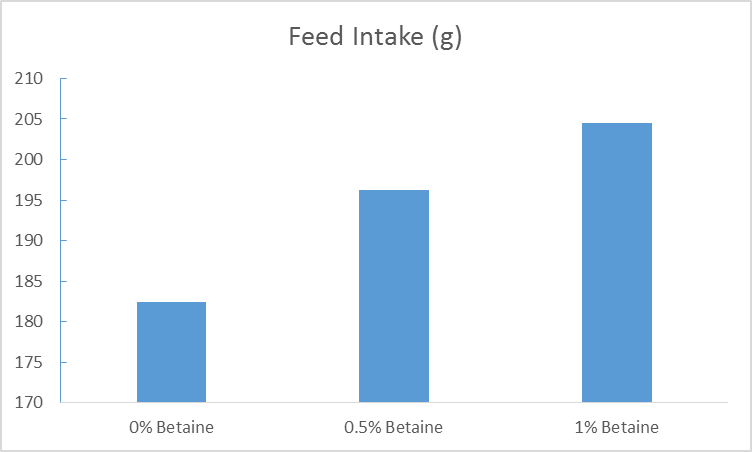 Feed Intake (g)
210
205
200
195
190
185
180
175
170
0% Betaine
0.5% Betaine
1% Betaine